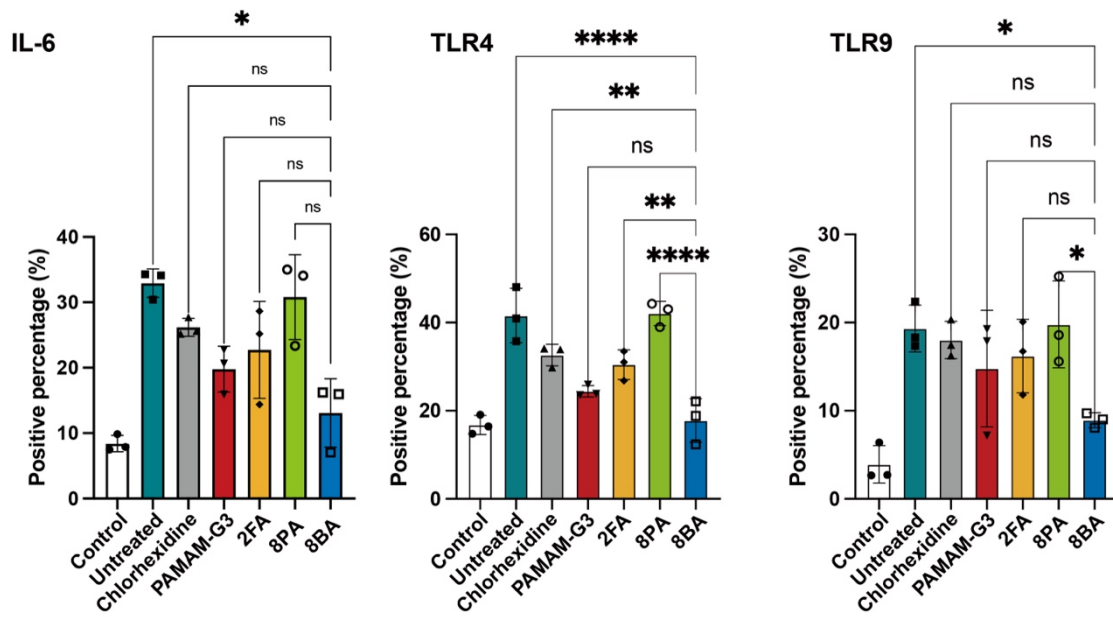 IL-6
*
ns
ns
ns
ns
Positive percentage (%)
40
30
20
10
0
Control
Untreated
Chlorhexidine
PAMAM-G3
2FA
8PA
8BA
TLR4
****
**
ns
**
****
Positive percentage (%)
60
40
20
0
Control
Untreated
Chlorhexidine
PAMAM-G3
2FA
8PA
8BA
TLR9
*
ns
ns
ns
*
Positive percentage (%)
30
20
10
0
Control
Untreated
Chlorhexidine
PAMAM-G3
2FA
8PA
8BA